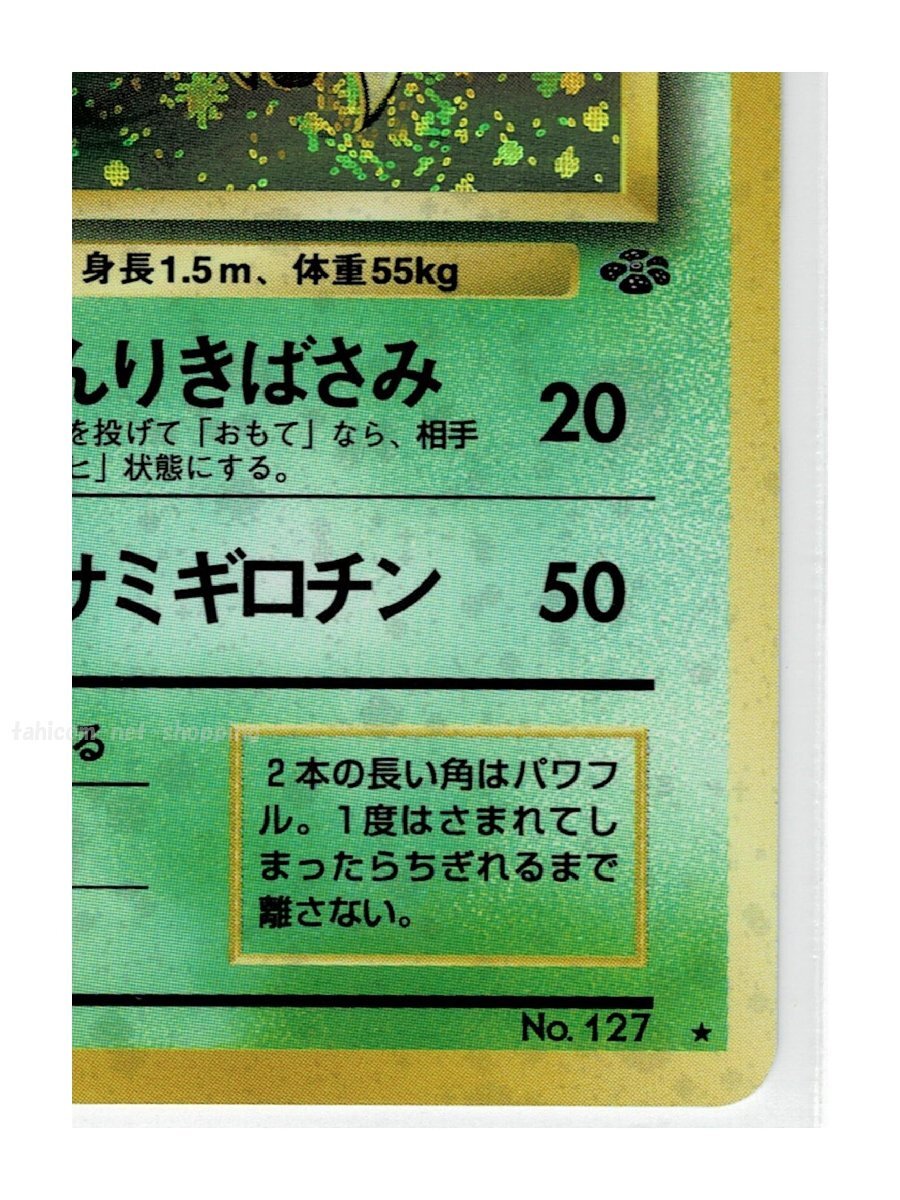 身長1.5m、体重55kg
んりきばさみ 20
を投げて「おもて」なら、相手
ヒ」状態にする。
サミギロチン 50
る
tahicom net shopping
2本の長い角はパワフ
ル。1度はさまれてし
まったらちぎれるまで
離さない。
No. 127 ★